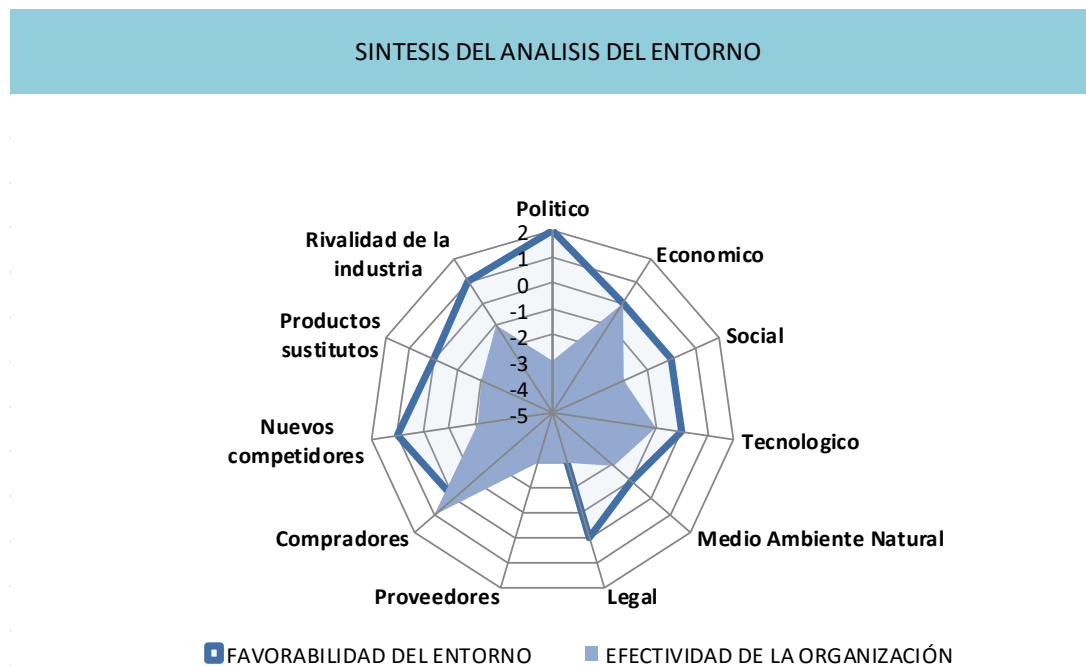 SINTESIS DEL ANALISIS DEL ENTORNO
Politico
Rivalidad de la
industria
Economico
Productos
sustitutos
Social
Nuevos
competidores
Tecnologico
Compradores
Medio Ambiente Natural
Proveedores
Legal
2
1
0
-1
-2
-3
-4
-5
FAVORABILIDAD DEL ENTORNO
EFECTIVIDAD DE LA ORGANIZACIÓN